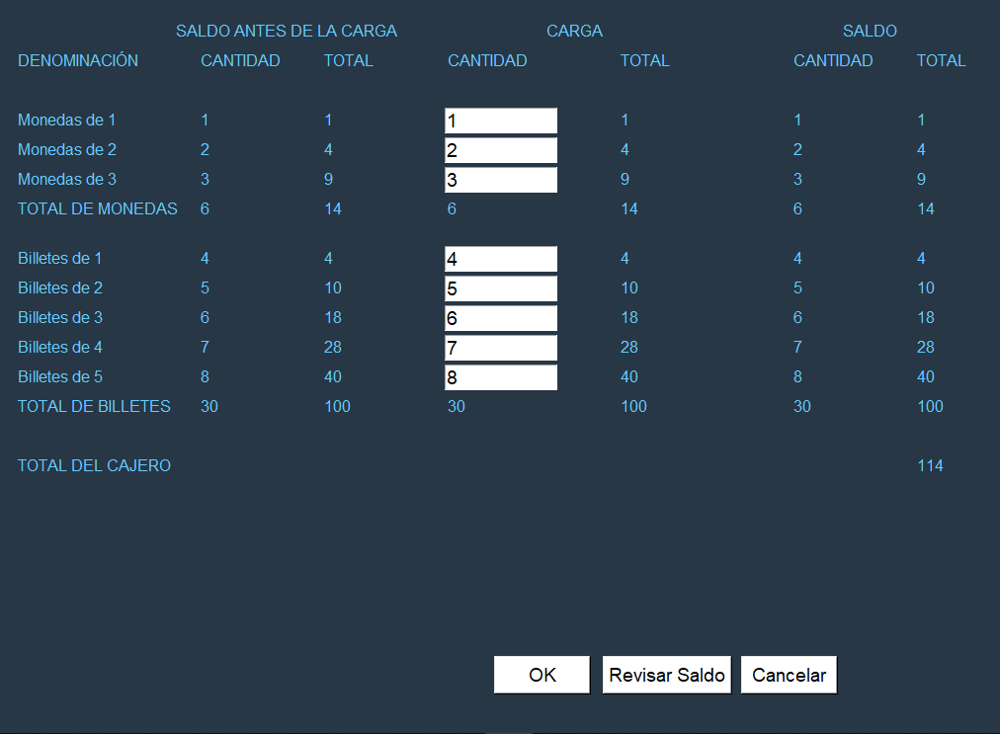 SALDO ANTES DE LA CARGA CARGA SALDO
DENOMINACIÓN CANTIDAD TOTAL CANTIDAD TOTAL CANTIDAD TOTAL
Monedas de 1 1 1 1 1 1 1
Monedas de 2 2 4 2 4 2 4
Monedas de 3 3 9 3 9 3 9
TOTAL DE MONEDAS 6 14 6 14 6 14
Billetes de 1 4 4 4 4 4 4
Billetes de 2 5 10 5 10 5 10
Billetes de 3 6 18 6 18 6 18
Billetes de 4 7 28 7 28 7 28
Billetes de 5 8 40 8 40 8 40
TOTAL DE BILLETES 30 100 30 100 30 100
TOTAL DEL CAJERO 114
OK Revisar Saldo Cancelar